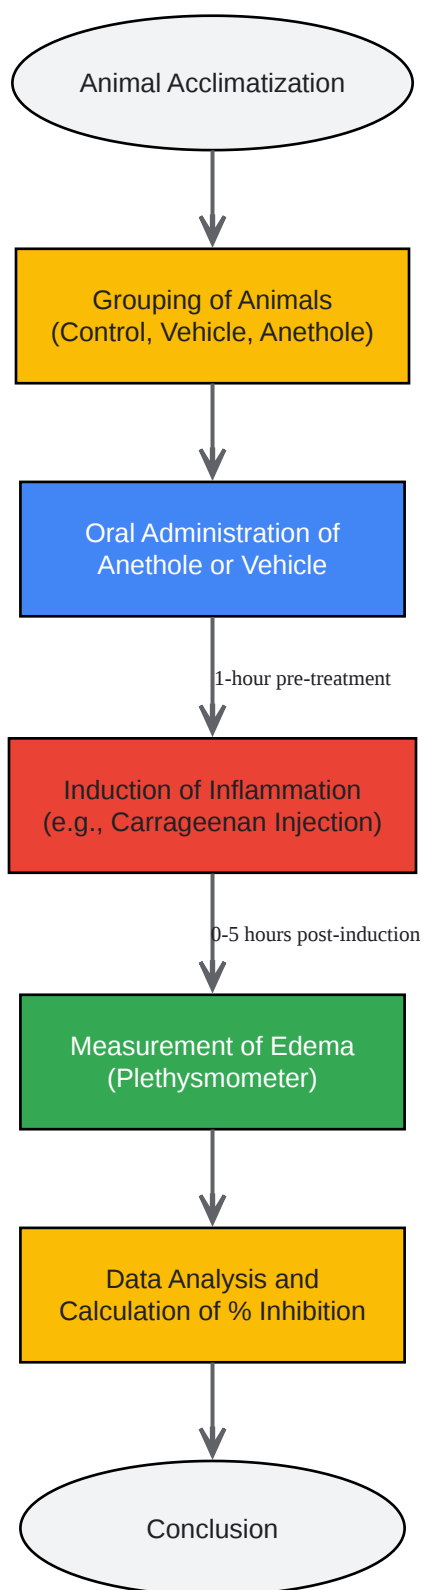 Animal Acclimatization
Grouping of Animals
(Control, Vehicle, Anethole)
Oral Administration of
Anethole or Vehicle
1-hour pre-treatment
Induction of Inflammation
(e.g., Carrageenan Injection)
0-5 hours post-induction
Measurement of Edema
(Plethysmometer)
Data Analysis and
Calculation of % Inhibition
Conclusion